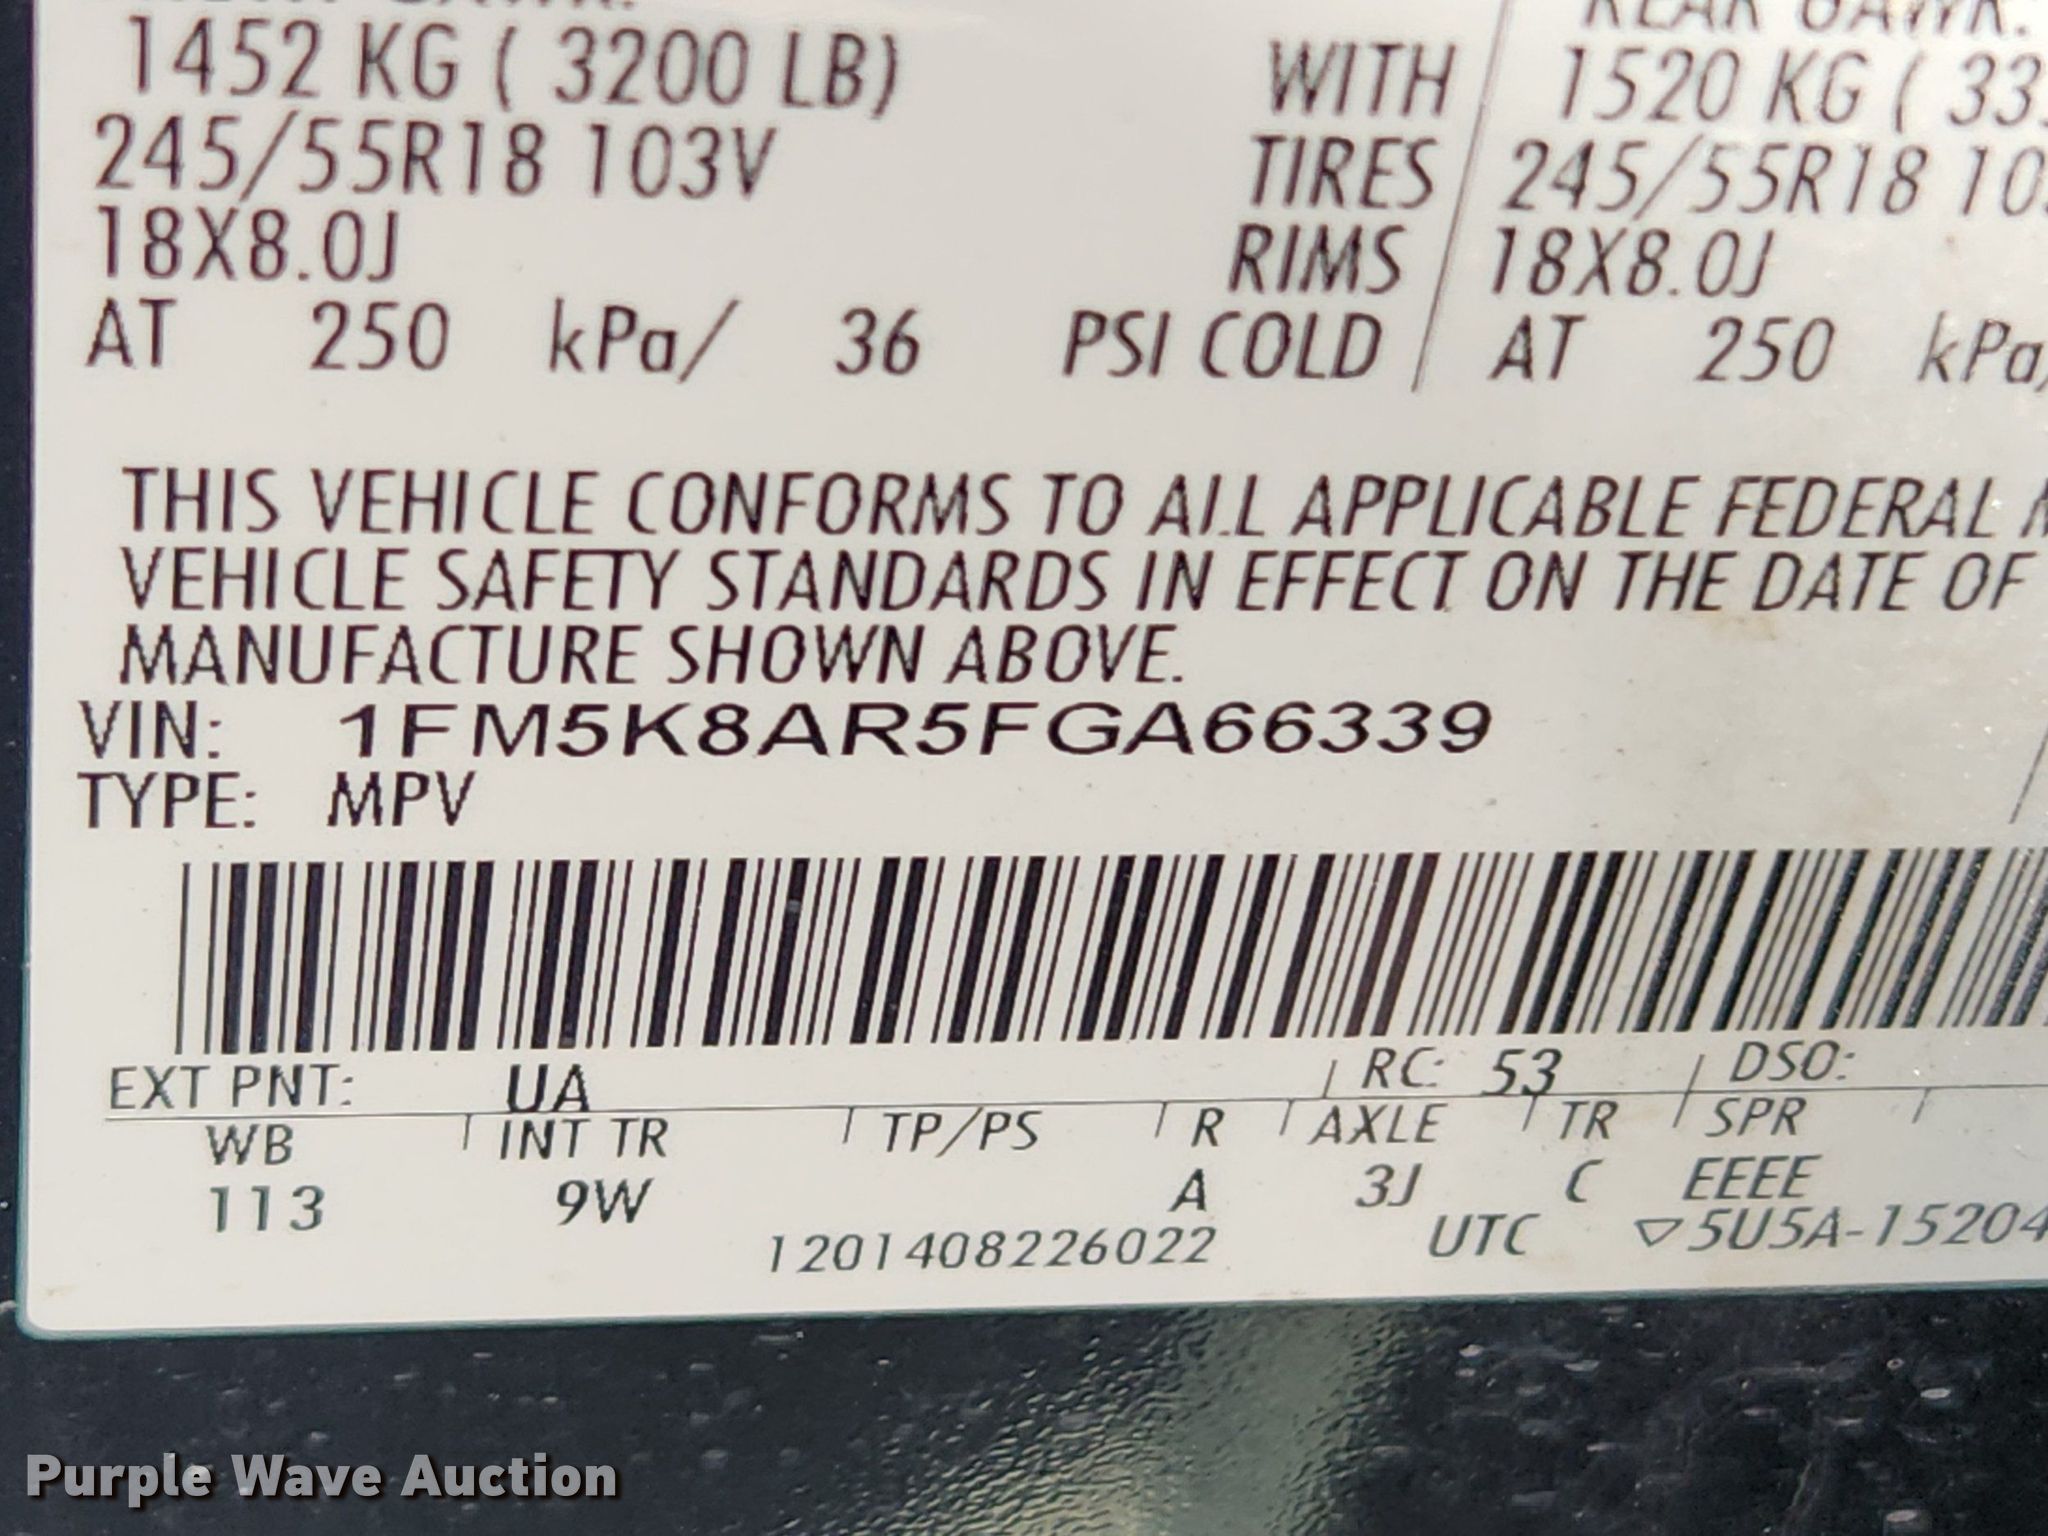 1452 KG ( 3200 LB) WITH 1520 KG ( 33
245/55R18 103V TIRES 245/55R18 10
18X8.0J RIMS 18X8.0J
AT 250 kPa/ 36 PSI COLD AT 250 kPa/
THIS VEHICLE CONFORMS TO ALL APPLICABLE FEDERAL M
VEHICLE SAFETY STANDARDS IN EFFECT ON THE DATE OF
MANUFACTURE SHOWN ABOVE.
VIN: 1FM5K8AR5FGA66339
TYPE: MPV
EXT PNT: UA RC: 53 DSO:
WB INT TR TP/PS R AXLE TR SPR
113 9W A 3J C EEEE
1201408226022 UTC ▽5U5A-15204
Purple Wave Auction